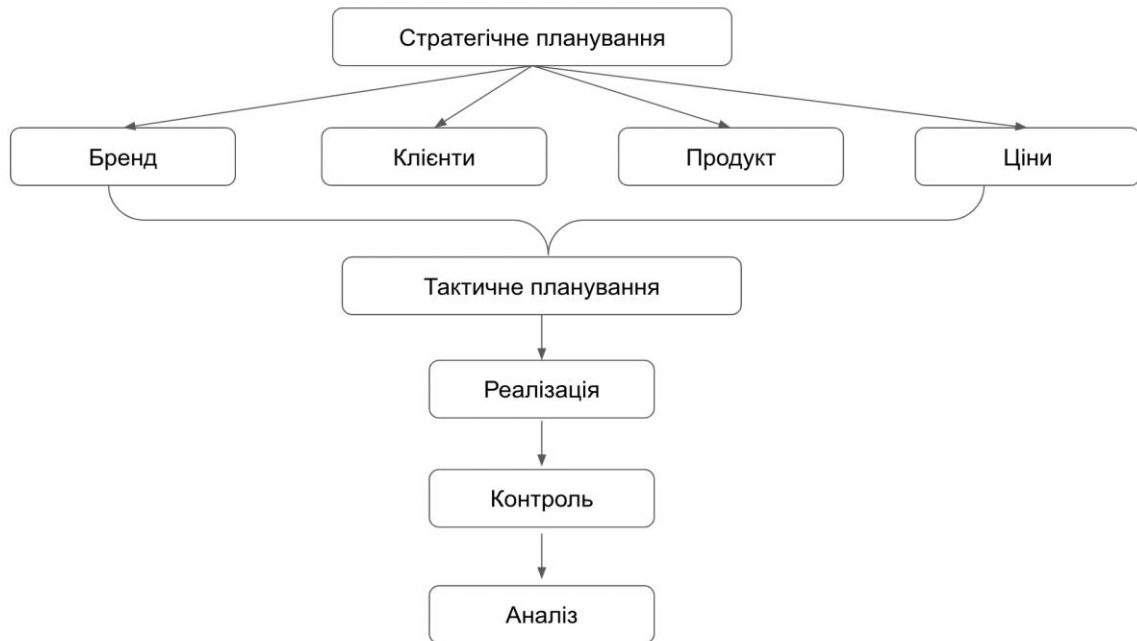 Стратегічне планування
Бренд
Клієнти
Продукт
Ціни
Тактичне планування
Реалізація
Контроль
Аналіз